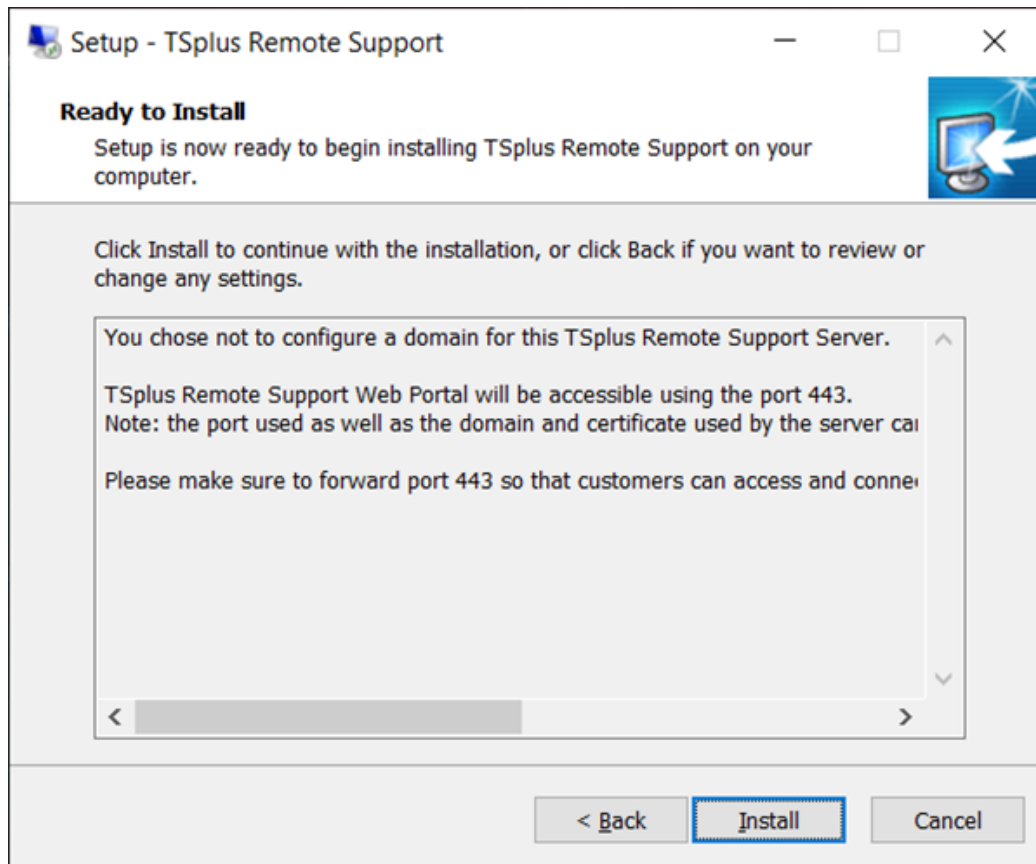 Setup - TSplus Remote Support
Ready to Install
Setup is now ready to begin installing TSplus Remote Support on your
computer.
Click Install to continue with the installation, or click Back if you want to review or
change any settings.
You chose not to configure a domain for this TSplus Remote Support Server.
TSplus Remote Support Web Portal will be accessible using the port 443.
Note: the port used as well as the domain and certificate used by the server
Please make sure to forward port 443 so that customers can access and
< Back
Install
Cancel